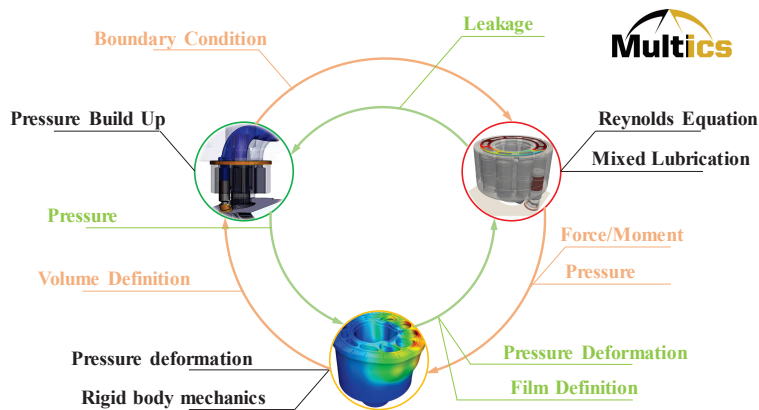 Leakage
Multics
Boundary Condition
Pressure Build Up
Reynolds Equation
Mixed Lubrication
Pressure
Force/Moment
Volume Definition
Pressure
Pressure deformation
Pressure Deformation
Rigid body mechanics
Film Definition